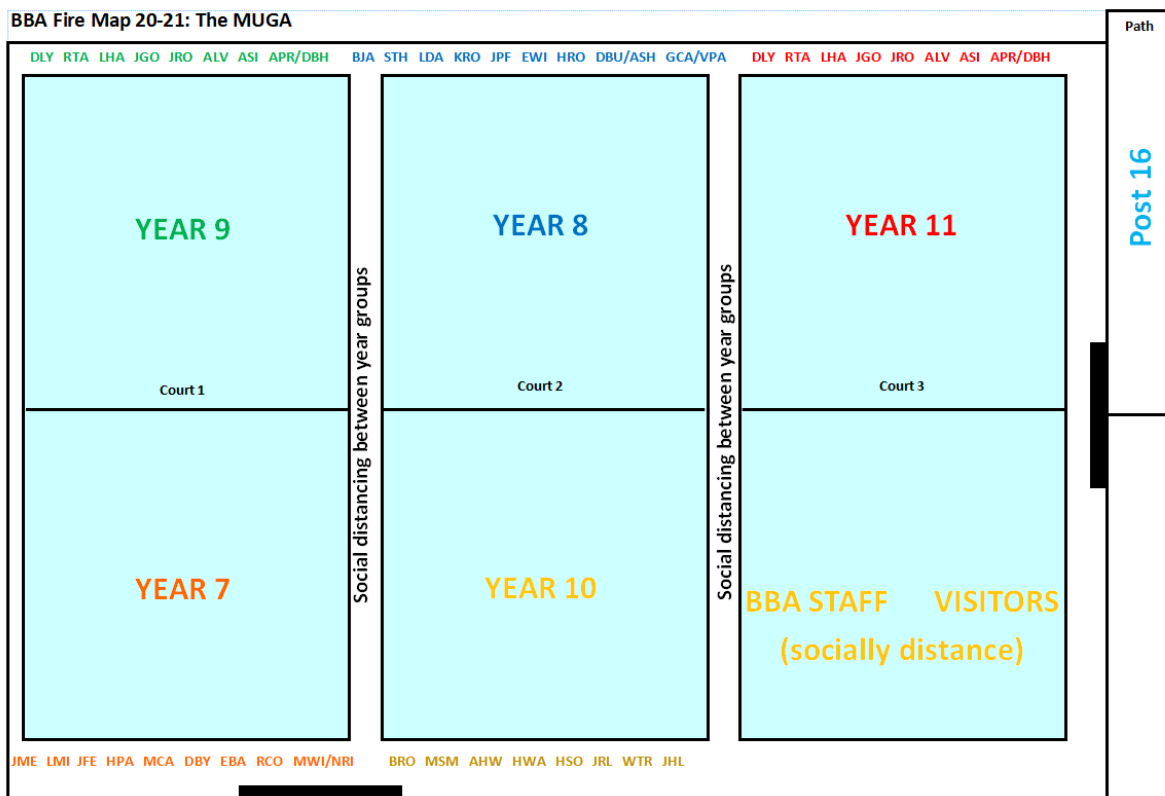 BBA Fire Map 20-21: The MUGA
Path
DLY RTA LHA JGO JRO ALV ASI APR/DBH
BJA STH LDA KRO JPF EWI HRO DBU/ASH GCA/VPA
DLY RTA LHA JGO JRO ALV ASI APR/DBH
YEAR 9
YEAR 8
YEAR 11
Post 16
Social distancing between year groups
Social distancing between year groups
Court 1
Court 2
Court 3
YEAR 7
YEAR 10
BBA STAFF VISITORS
(socially distance)
JME LMI JFE HPA MCA DBY EBA RCO MWI/NRI
BRO MSM AHW HWA HSO JRL WTR JHL